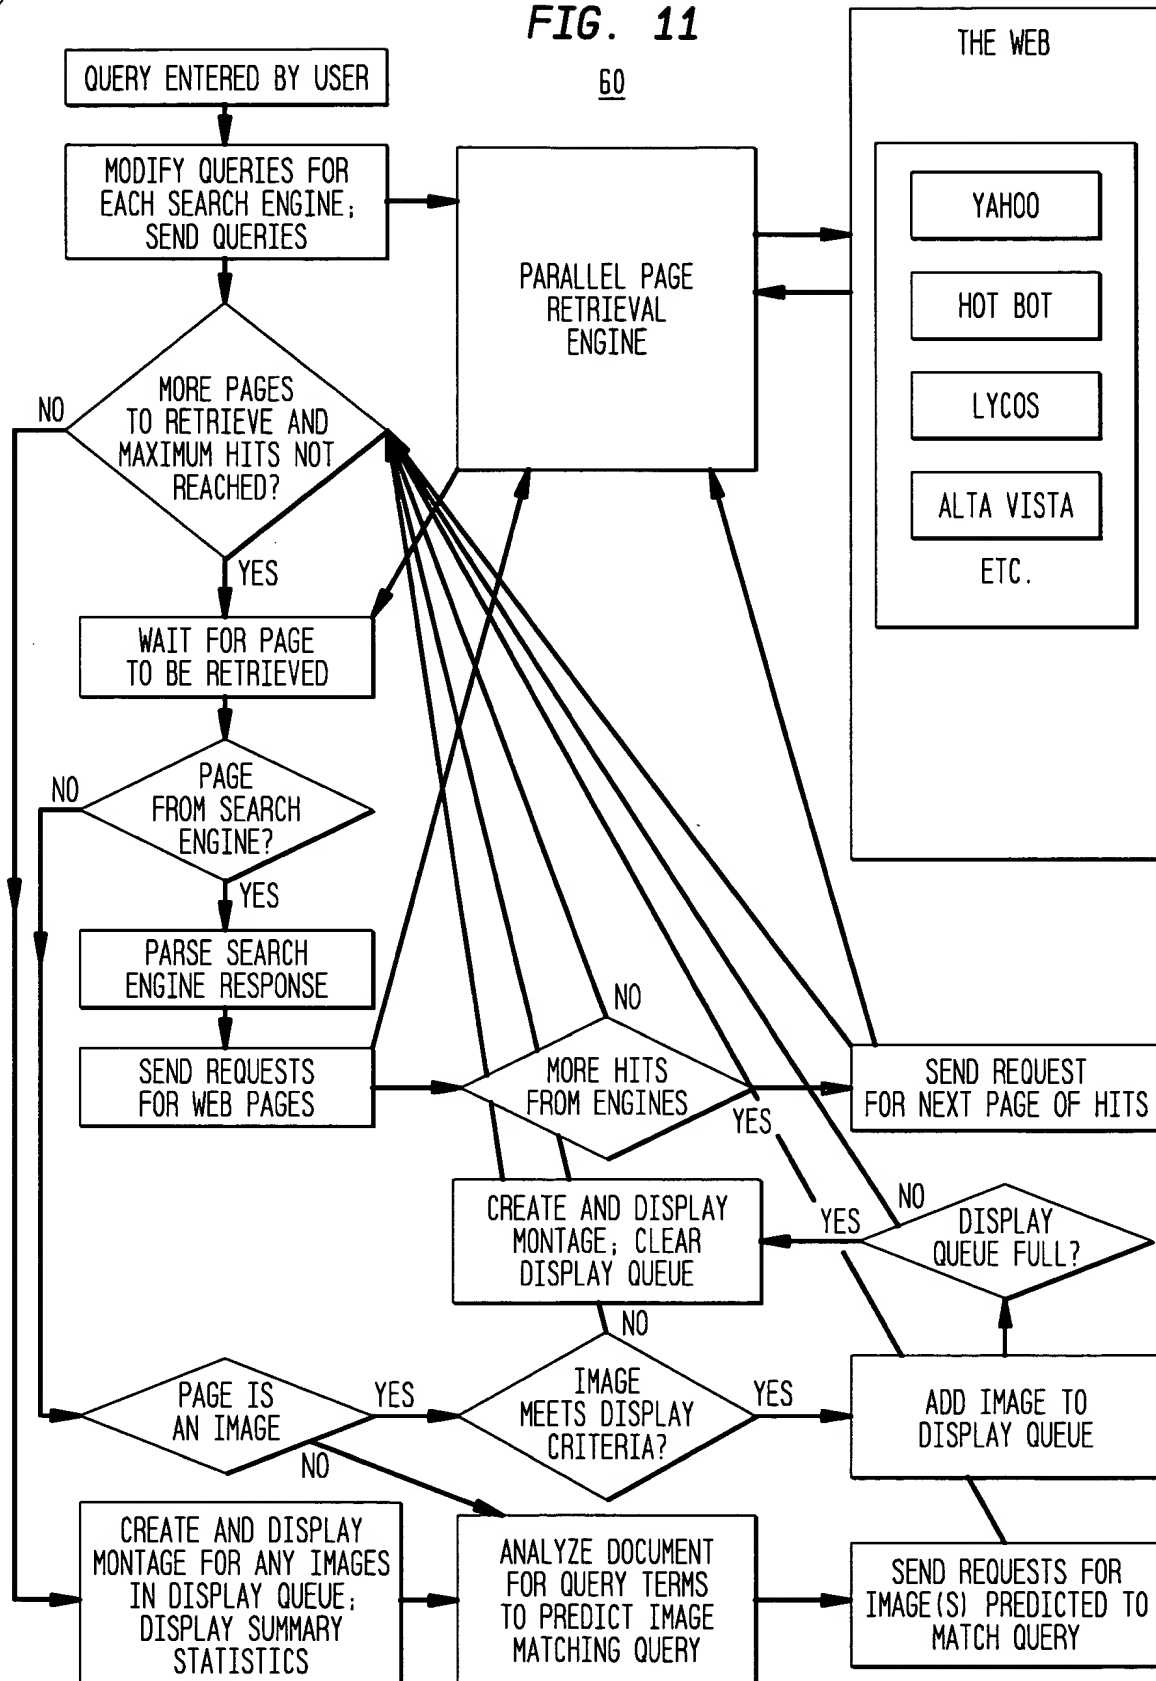 FIG. 11
60
QUERY ENTERED BY USER
MODIFY QUERIES FOR
EACH SEARCH ENGINE;
SEND QUERIES
PARALLEL PAGE
RETRIEVAL
ENGINE
THE WEB
YAHOO
HOT BOT
LYCOS
ALTA VISTA
ETC.
NO
MORE PAGES
TO RETRIEVE AND
MAXIMUM HITS NOT
REACHED?
YES
WAIT FOR PAGE
TO BE RETRIEVED
NO
PAGE
FROM SEARCH
ENGINE?
YES
PARSE SEARCH
ENGINE RESPONSE
SEND REQUESTS
FOR WEB PAGES
NO
MORE HITS
FROM ENGINES
YES
SEND REQUEST
FOR NEXT PAGE OF HITS
CREATE AND DISPLAY
MONTAGE; CLEAR
DISPLAY QUEUE
YES
NO
DISPLAY
QUEUE FULL?
PAGE IS
AN IMAGE
YES
NO
NO
IMAGE
MEETS DISPLAY
CRITERIA?
YES
ADD IMAGE TO
DISPLAY QUEUE
CREATE AND DISPLAY
MONTAGE FOR ANY IMAGES
IN DISPLAY QUEUE;
DISPLAY SUMMARY
STATISTICS
ANALYZE DOCUMENT
FOR QUERY TERMS
TO PREDICT IMAGE
MATCHING QUERY
SEND REQUESTS FOR
IMAGE(S) PREDICTED TO
MATCH QUERY